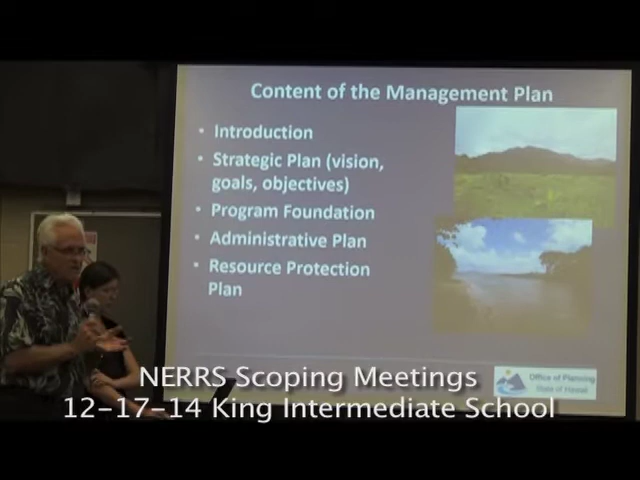 Content of the Management Plan
• Introduction
• Strategic Plan (vision,
goals, objectives)
• Program Foundation
• Administrative Plan
• Resource Protection
Plan
Office of Planning
State of Hawaii
NERRS Scoping Meetings
12-17-14 King Intermediate School